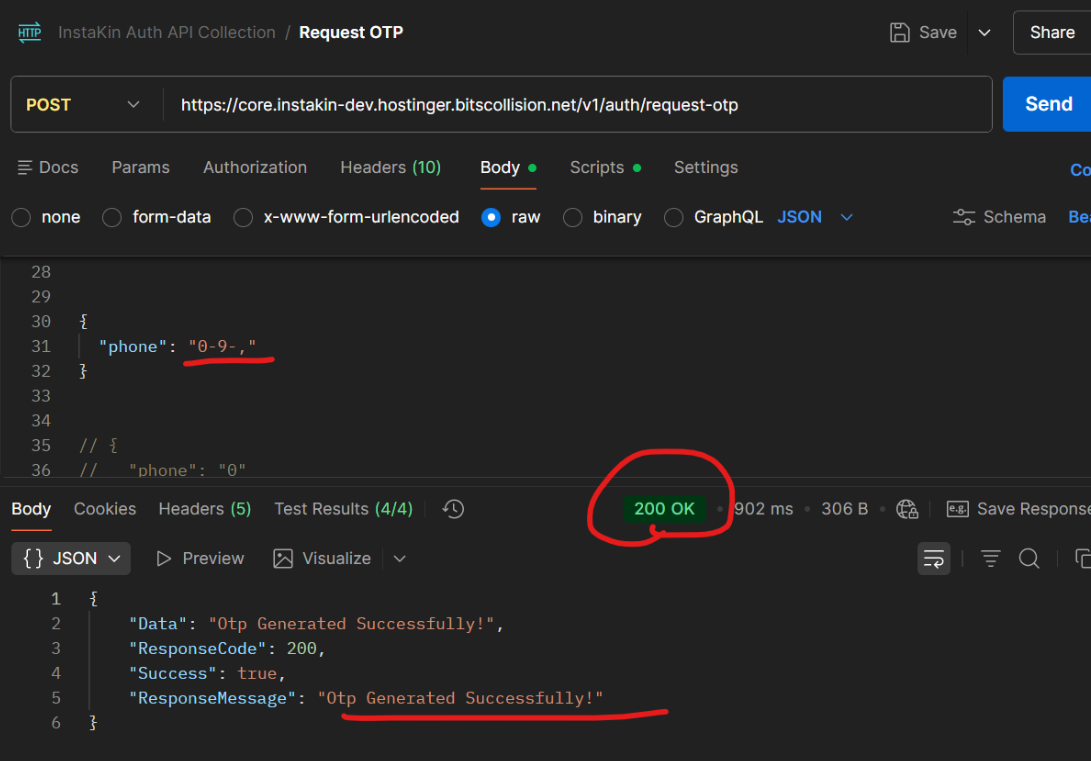 HTTP InstaKin Auth API Collection / Request OTP Save Share
POST https://core.instakin-dev.hostinger.bitscollision.net/v1/auth/request-otp Send
Docs Params Authorization Headers (10) Body Scripts Settings Co
none form-data x-www-form-urlencoded raw binary GraphQL JSON Schema Bea
28
29
30 {
31 "phone": "0-9-,"
32 }
33
34
35 // {
36 // "phone": "0"
Body Cookies Headers (5) Test Results (4/4) 200 OK • 902 ms • 306 B • e.g. Save Response
{} JSON Preview Visualize
1 {
2 "Data": "Otp Generated Successfully!",
3 "ResponseCode": 200,
4 "Success": true,
5 "ResponseMessage": "Otp Generated Successfully!"
6 }